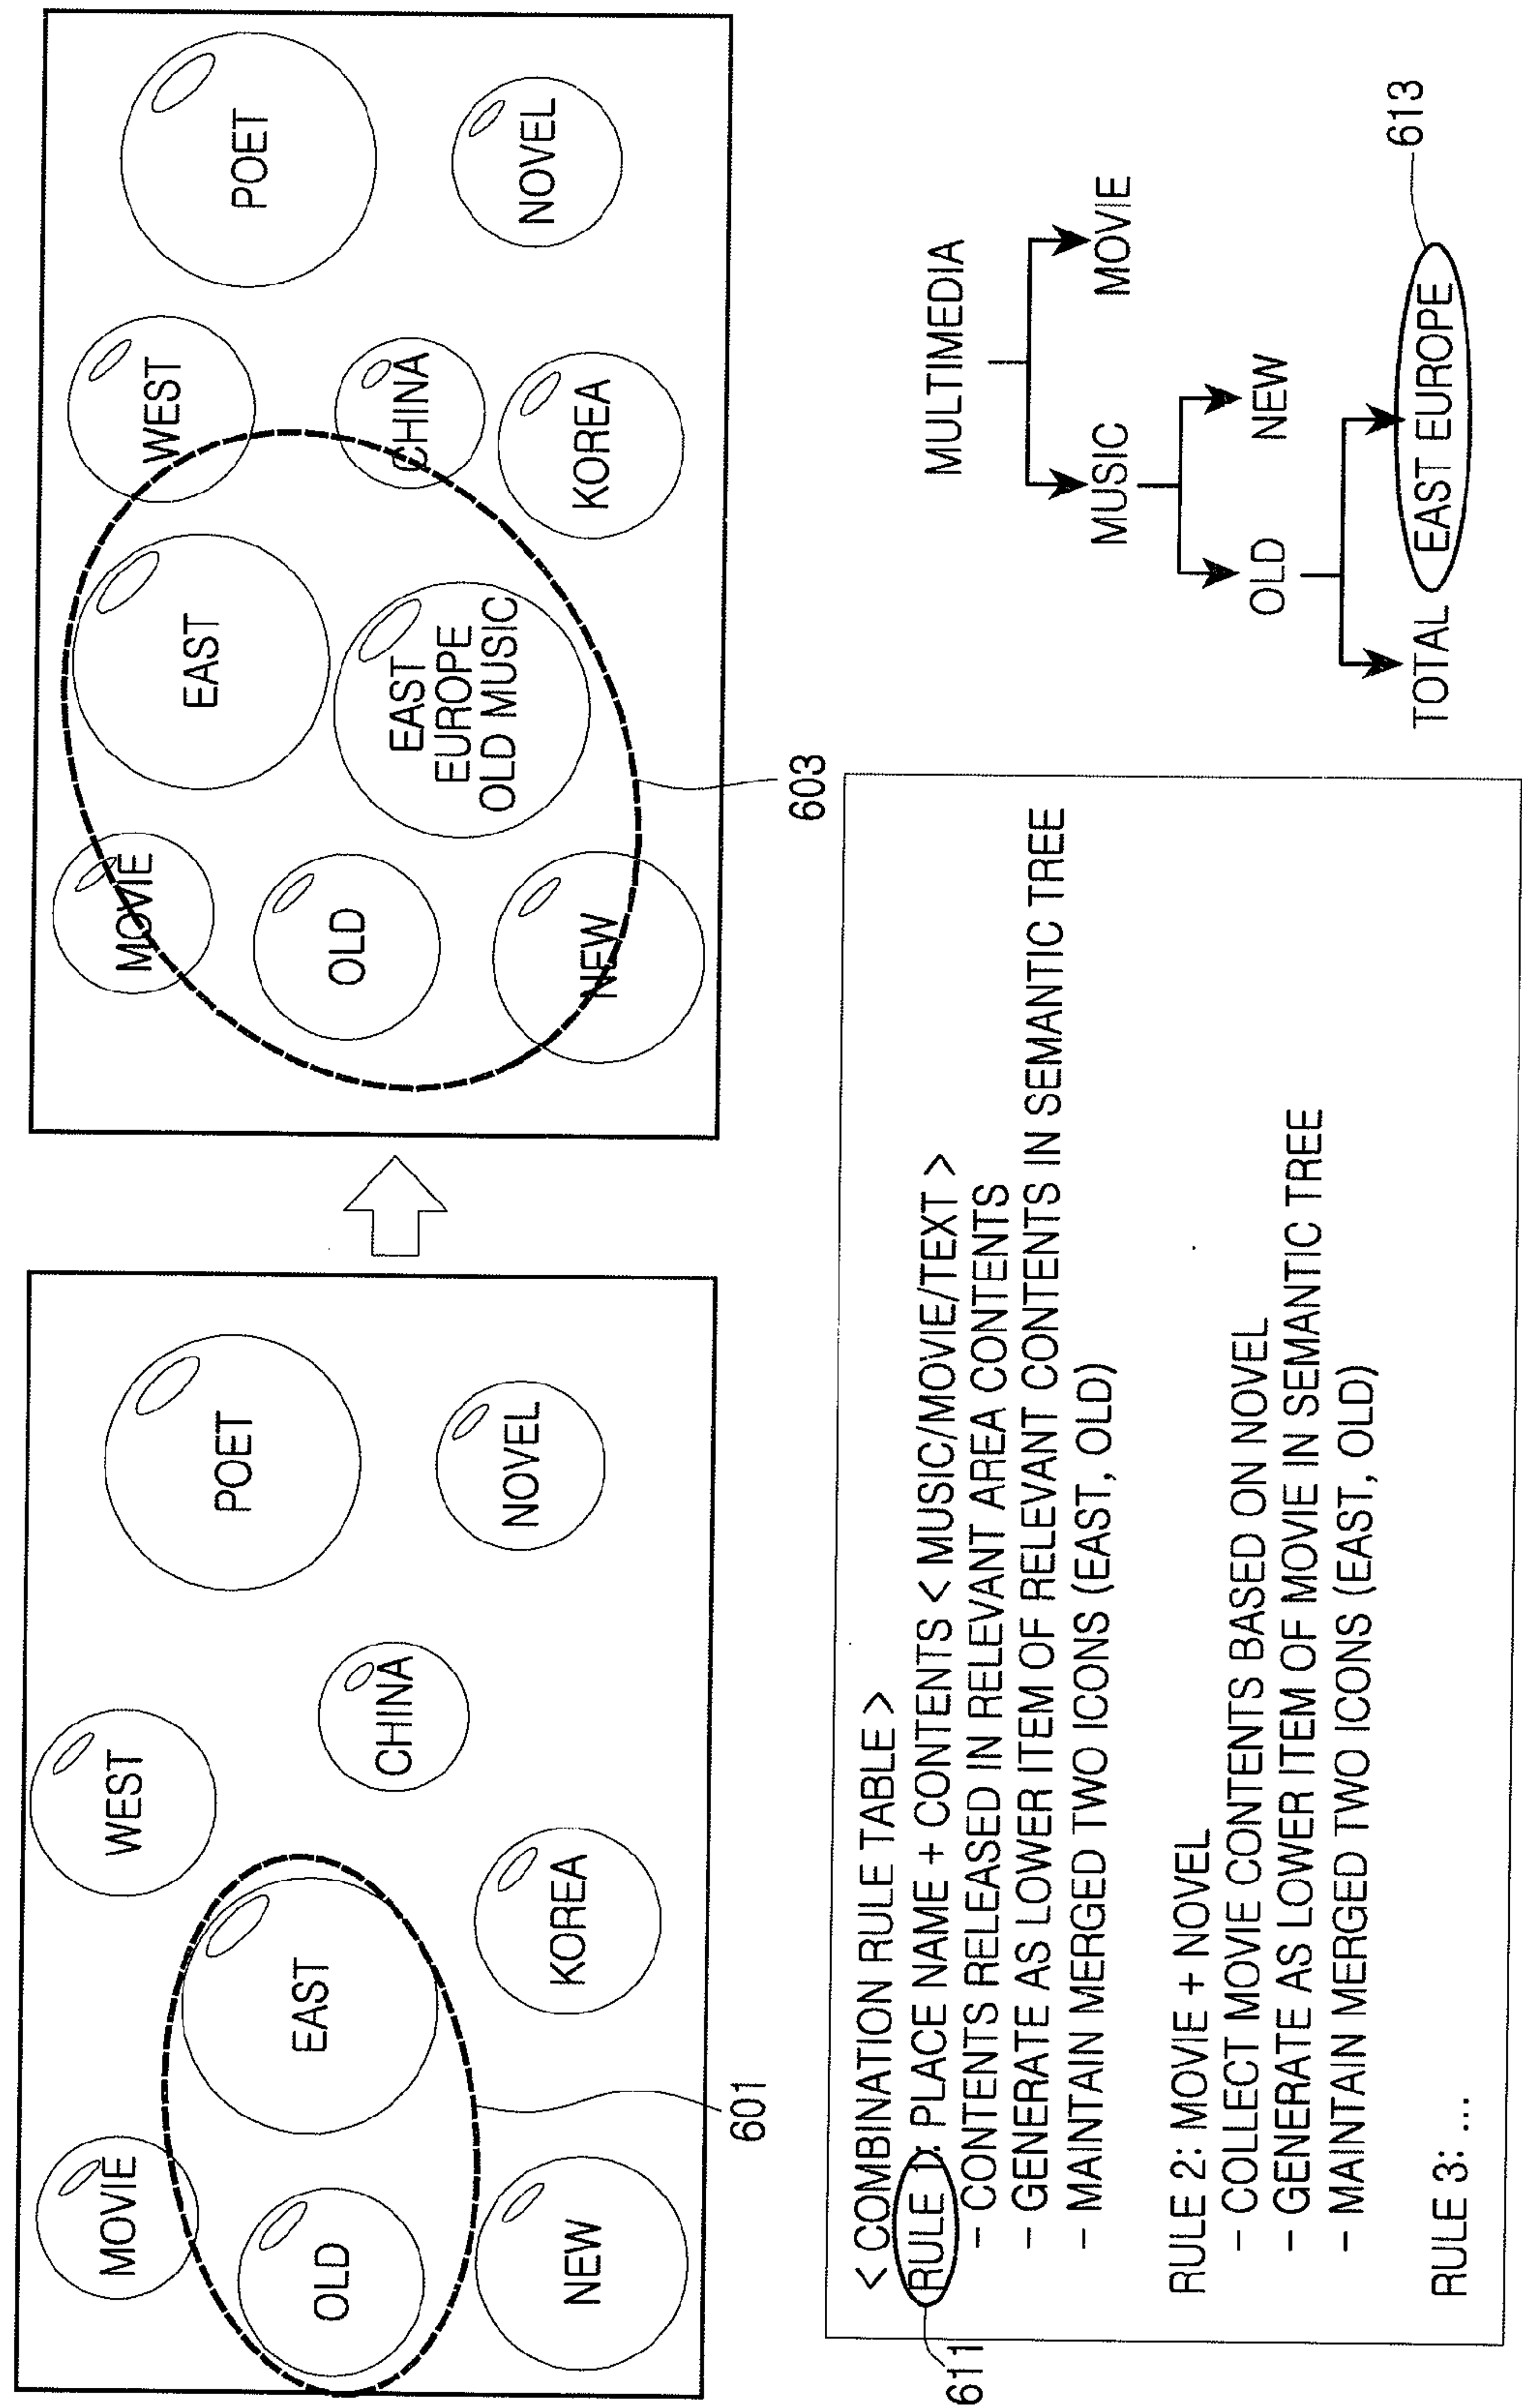 MOVIE
WEST
POET
OLD
EAST
CHINA
NEW
KOREA
NOVEL
601
MOVIE
EAST
WEST
POET
OLD
EAST
EUROPE
OLD MUSIC
CHINA
NEW
KOREA
NOVEL
603
611
< COMBINATION RULE TABLE >
RULE 1: PLACE NAME + CONTENTS < MUSIC/MOVIE/TEXT >
- CONTENTS RELEASED IN RELEVANT AREA CONTENTS
- GENERATE AS LOWER ITEM OF RELEVANT CONTENTS IN SEMANTIC TREE
- MAINTAIN MERGED TWO ICONS (EAST, OLD)
RULE 2: MOVIE + NOVEL
- COLLECT MOVIE CONTENTS BASED ON NOVEL
- GENERATE AS LOWER ITEM OF MOVIE IN SEMANTIC TREE
- MAINTAIN MERGED TWO ICONS (EAST, OLD)
RULE 3: ...
MULTIMEDIA
MUSIC MOVIE
OLD NEW
TOTAL EAST EUROPE
613